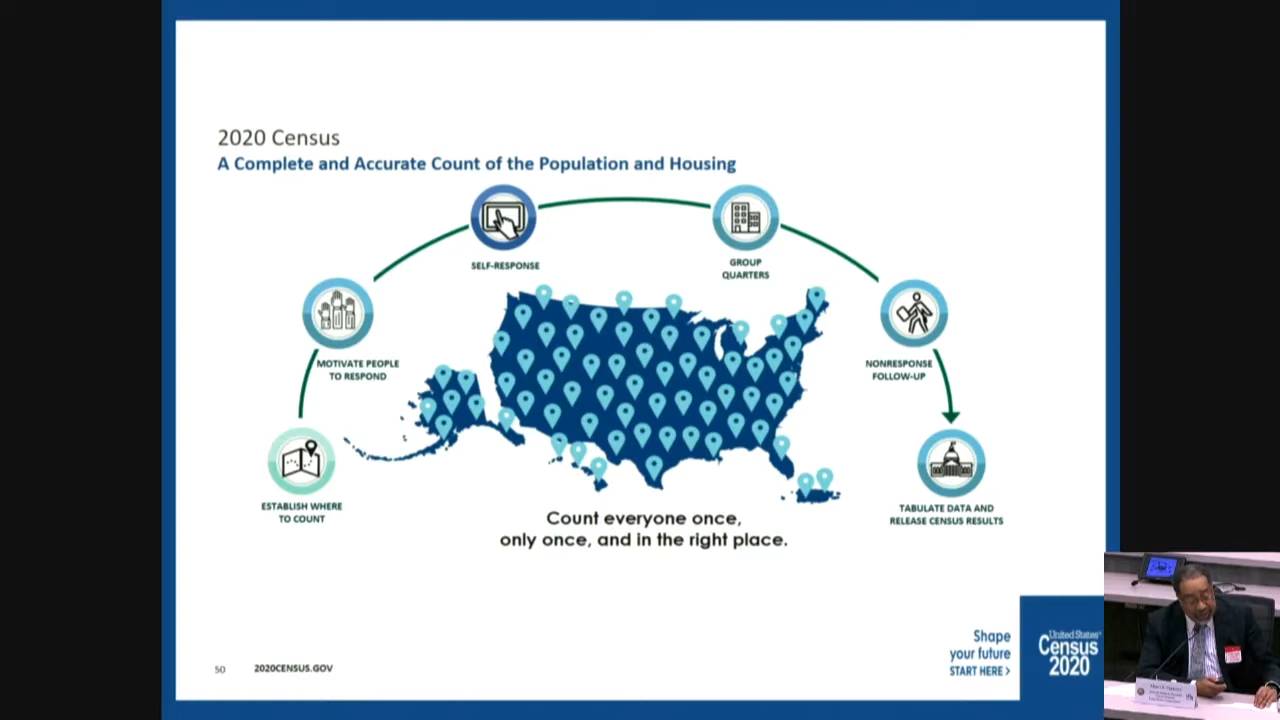 2020 Census
A Complete and Accurate Count of the Population and Housing
SELF-RESPONSE
GROUP
QUARTERS
MOTIVATE PEOPLE
TO RESPOND
NONRESPONSE
FOLLOW-UP
ESTABLISH WHERE
TO COUNT
TABULATE DATA AND
RELEASE CENSUS RESULTS
Count everyone once,
only once, and in the right place.
Shape
your future
START HERE >
United States®
Census
2020
50
2020CENSUS.GOV